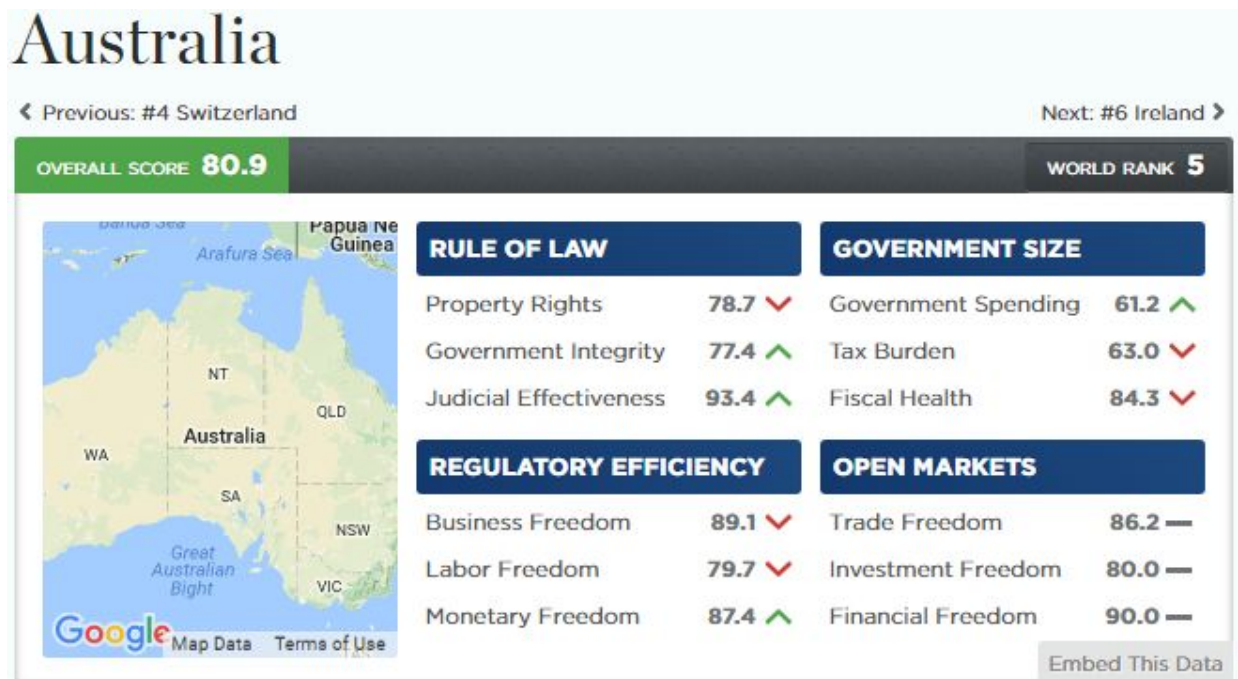 Australia
Previous: #4 Switzerland
Next: #6 Ireland
OVERALL SCORE 80.9
WORLD RANK 5
Banda Sea
Papua Ne
Guinea
Arafura Sea
NT
QLD
Australia
WA
SA
NSW
Great
Australian
Bight
VIC
Google
Map Data Terms of Use
RULE OF LAW
Property Rights 78.7
Government Integrity 77.4
Judicial Effectiveness 93.4
GOVERNMENT SIZE
Government Spending 61.2
Tax Burden 63.0
Fiscal Health 84.3
REGULATORY EFFICIENCY
Business Freedom 89.1
Labor Freedom 79.7
Monetary Freedom 87.4
OPEN MARKETS
Trade Freedom 86.2
Investment Freedom 80.0
Financial Freedom 90.0
Embed This Data